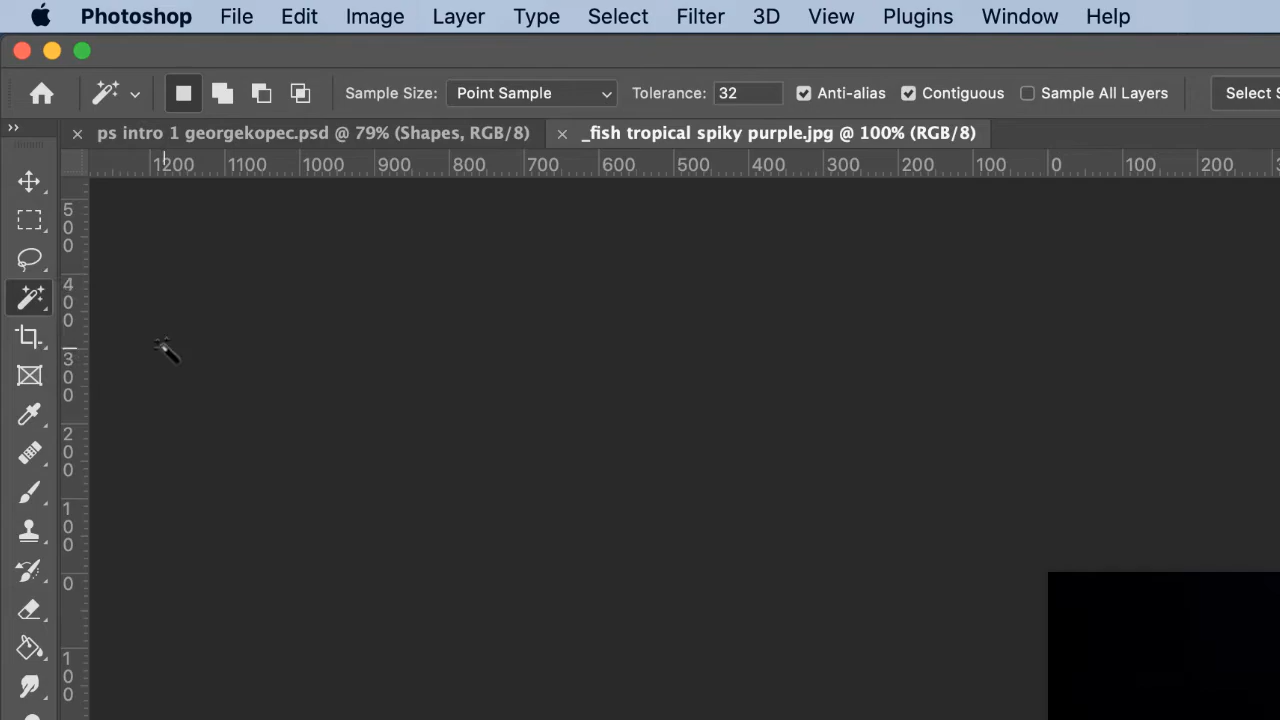 Photoshop File Edit Image Layer Type Select Filter 3D View Plugins Window Help
Sample Size: Point Sample Tolerance: 32 Anti-alias Contiguous Sample All Layers Select S
ps intro 1 georgekopec.psd @ 79% (Shapes, RGB/8) _fish tropical spiky purple.jpg @ 100% (RGB/8)
1200 1100 1000 900 800 700 600 500 400 300 200 100 0 100 200 3
500
400
300
200
100
0
100